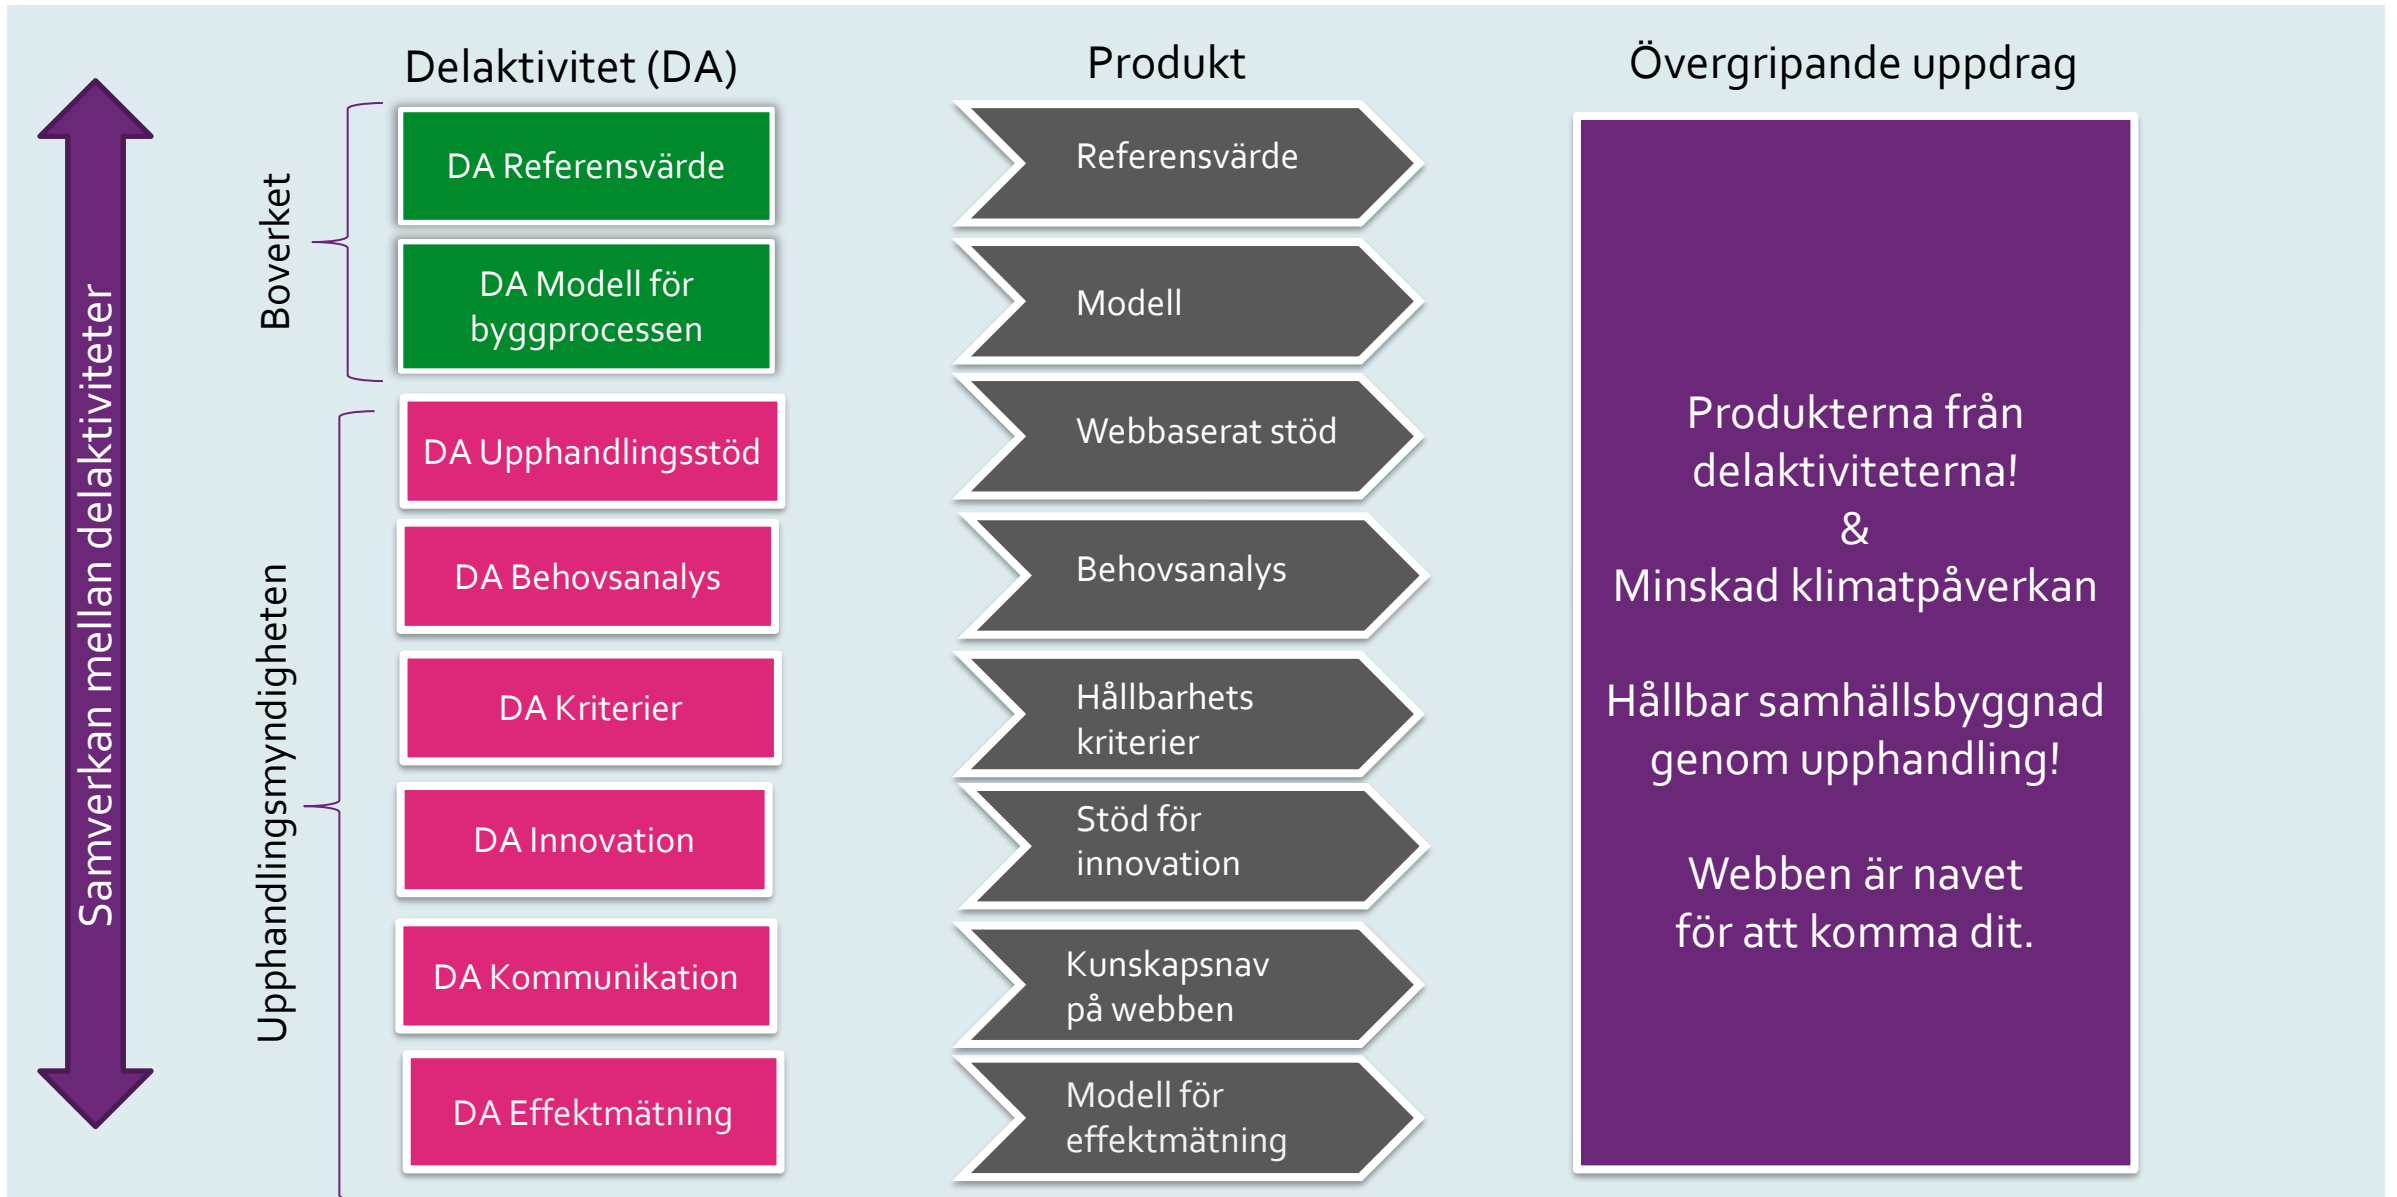 Delaktivitet (DA)
Produkt
Övergripande uppdrag
Samverkan mellan delaktiviteter
Boverket
DA Referensvärde
Referensvärde
DA Modell för
byggprocessen
Modell
Upphandlingsmyndigheten
DA Upphandlingsstöd
Webbaserat stöd
DA Behovsanalys
Behovsanalys
DA Kriterier
Hållbarhets
kriterier
DA Innovation
Stöd för
innovation
DA Kommunikation
Kunskapsnav
på webben
DA Effektmätning
Modell för
effektmätning
Produkterna från
delaktiviteterna!
&
Minskad klimatpåverkan
Hållbar samhällsbyggnad
genom upphandling!
Webben är navet
för att komma dit.